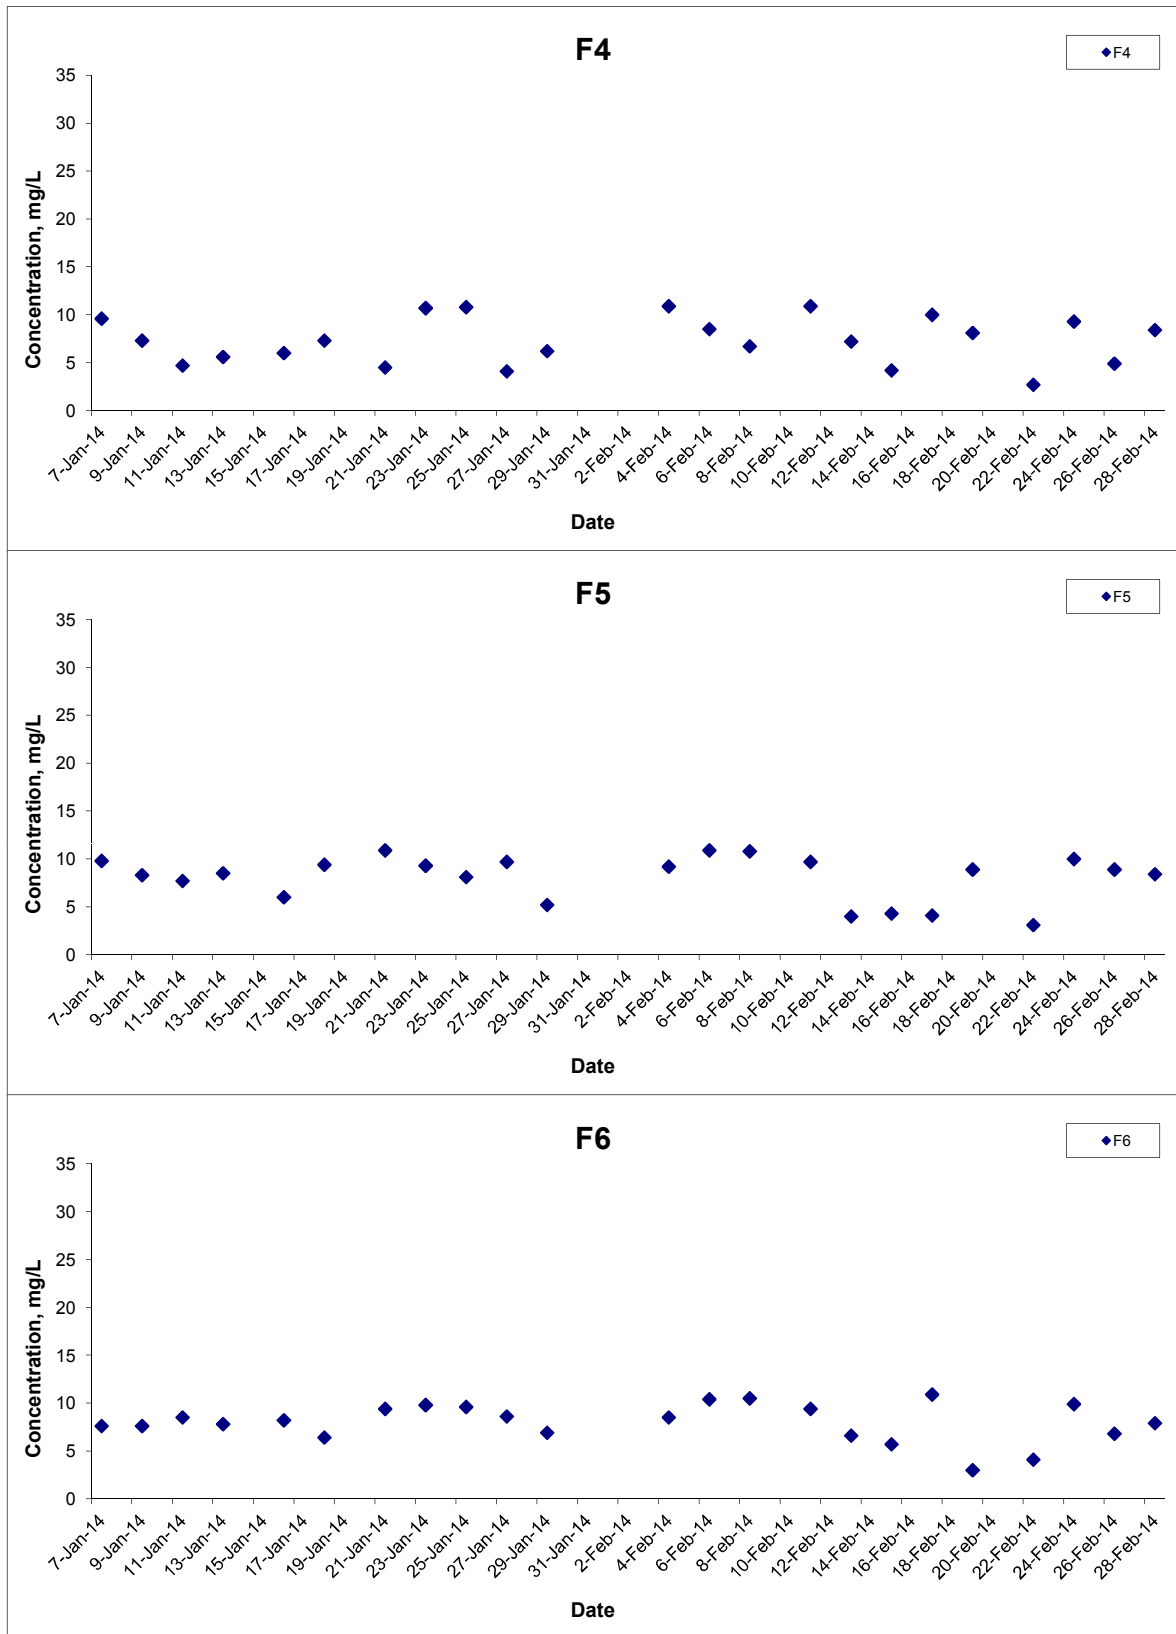 F4
F4
35
30
25
20
15
10
5
0
Concentration, mg/L
7-Jan-14
9-Jan-14
11-Jan-14
13-Jan-14
15-Jan-14
17-Jan-14
19-Jan-14
21-Jan-14
23-Jan-14
25-Jan-14
27-Jan-14
29-Jan-14
31-Jan-14
2-Feb-14
4-Feb-14
6-Feb-14
8-Feb-14
10-Feb-14
12-Feb-14
14-Feb-14
16-Feb-14
18-Feb-14
20-Feb-14
22-Feb-14
24-Feb-14
26-Feb-14
28-Feb-14
Date
F5
F5
35
30
25
20
15
10
5
0
Concentration, mg/L
7-Jan-14
9-Jan-14
11-Jan-14
13-Jan-14
15-Jan-14
17-Jan-14
19-Jan-14
21-Jan-14
23-Jan-14
25-Jan-14
27-Jan-14
29-Jan-14
31-Jan-14
2-Feb-14
4-Feb-14
6-Feb-14
8-Feb-14
10-Feb-14
12-Feb-14
14-Feb-14
16-Feb-14
18-Feb-14
20-Feb-14
22-Feb-14
24-Feb-14
26-Feb-14
28-Feb-14
Date
F6
F6
35
30
25
20
15
10
5
0
Concentration, mg/L
7-Jan-14
9-Jan-14
11-Jan-14
13-Jan-14
15-Jan-14
17-Jan-14
19-Jan-14
21-Jan-14
23-Jan-14
25-Jan-14
27-Jan-14
29-Jan-14
31-Jan-14
2-Feb-14
4-Feb-14
6-Feb-14
8-Feb-14
10-Feb-14
12-Feb-14
14-Feb-14
16-Feb-14
18-Feb-14
20-Feb-14
22-Feb-14
24-Feb-14
26-Feb-14
28-Feb-14
Date